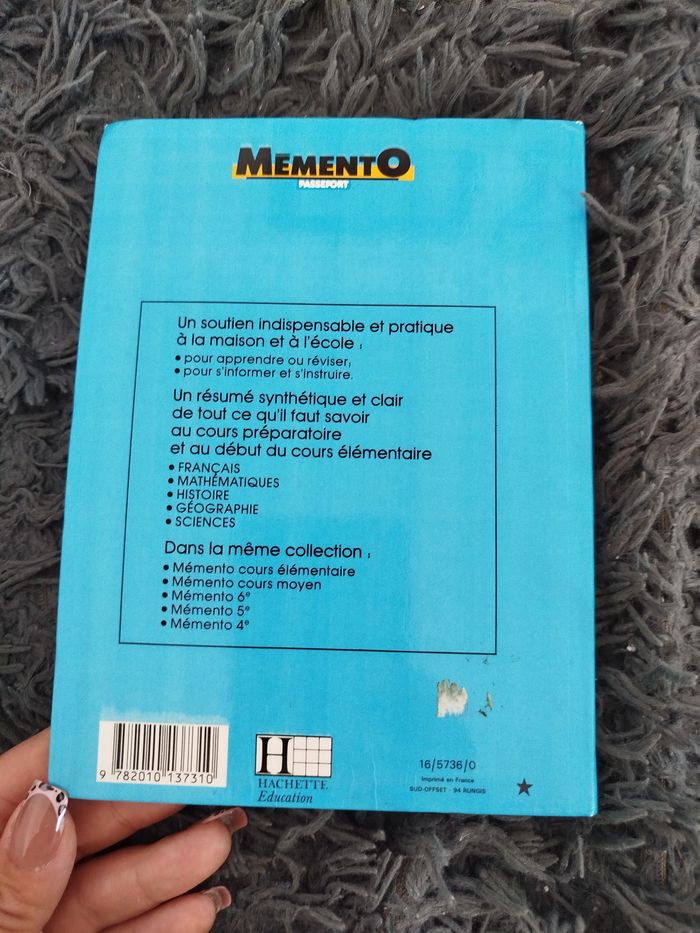 MÉMENTO
PASSEPORT
Un soutien indispensable et pratique
à la maison et à l'école :
• pour apprendre ou réviser;
• pour s'informer et s'instruire.
Un résumé synthétique et clair
de tout ce qu'il faut savoir
au cours préparatoire
et au début du cours élémentaire
• FRANÇAIS
• MATHÉMATIQUES
• HISTOIRE
• GÉOGRAPHIE
• SCIENCES
Dans la même collection :
• Mémento cours élémentaire
• Mémento cours moyen
• Mémento 6e
• Mémento 5e
• Mémento 4e
9 782010 137310
H
HACHETTE
Education
16/5736/0
Imprimé en France
SUD-OFFSET - 94 RUNGIS